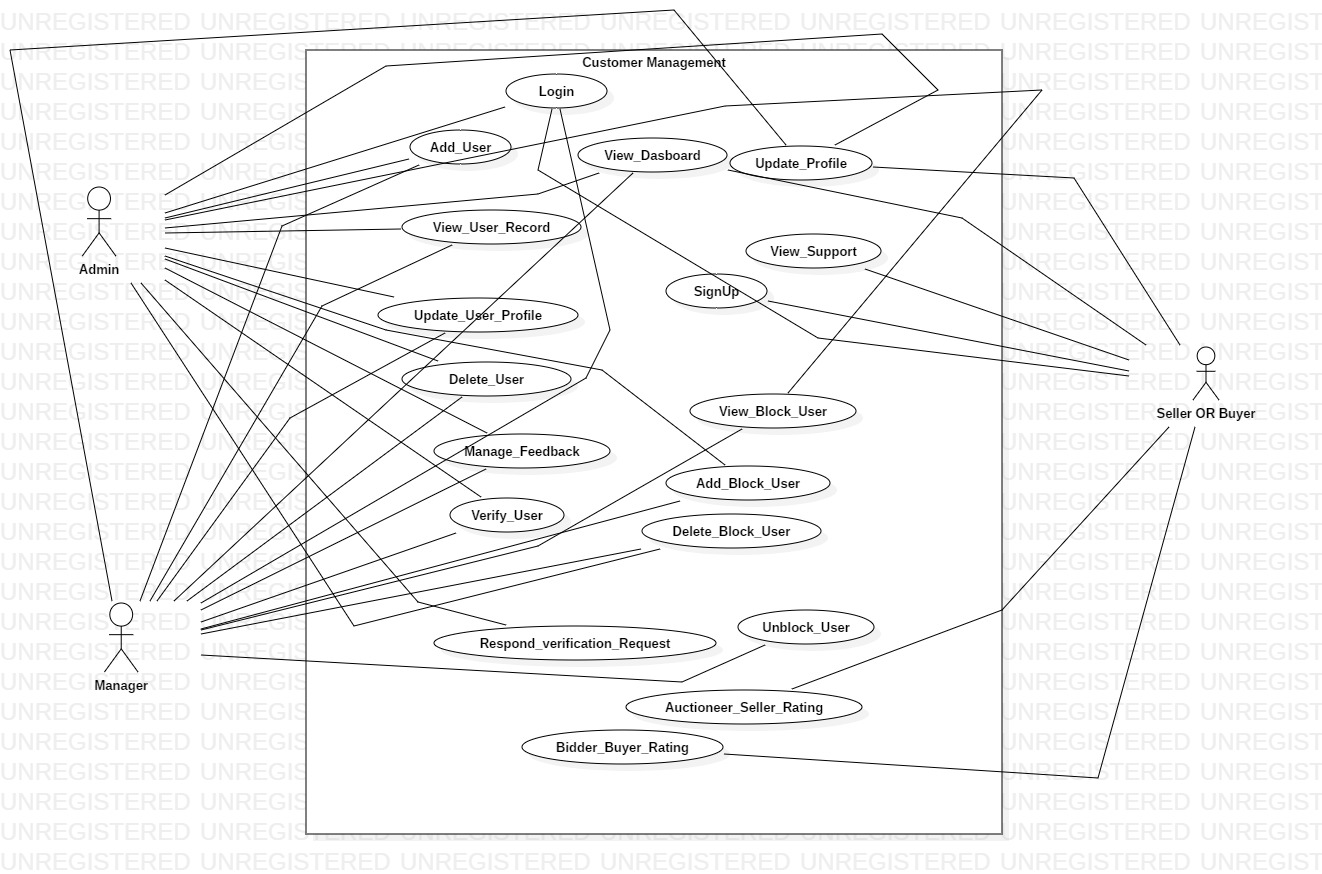 Customer Management
Login
Add_User
View_Dasboard
Update_Profile
View_User_Record
View_Support
Admin
SignUp
Update_User_Profile
Delete_User
View_Block_User
Seller OR Buyer
Manage_Feedback
Add_Block_User
Verify_User
Delete_Block_User
Unblock_User
Respond_verification_Request
Manager
Auctioneer_Seller_Rating
Bidder_Buyer_Rating
UNREGISTERED